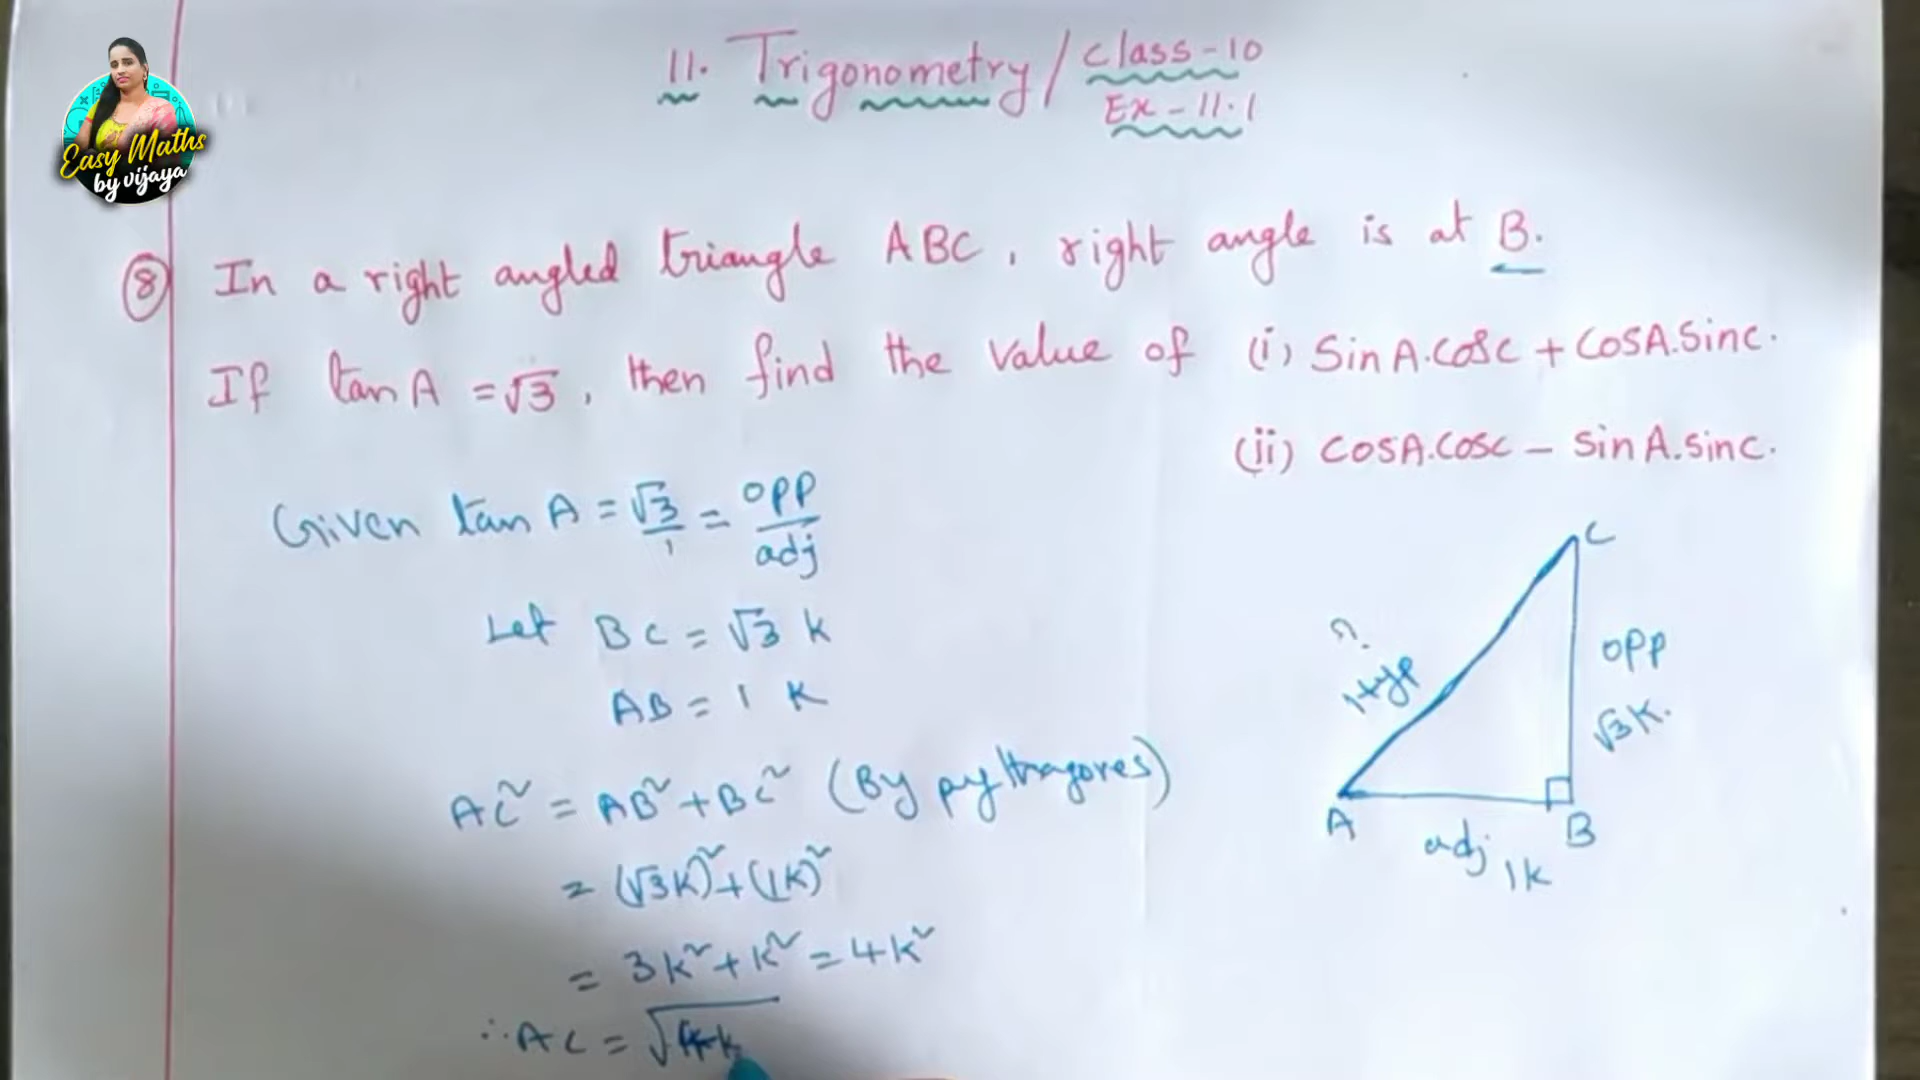 Easy Maths
by vijaya
11. Trigonometry / class-10
Ex - 11.1
⑧ In a right angled triangle ABC, right angle is at B.
If tan A = √3, then find the value of (i) Sin A.cosc + cosA.Sinc.
(ii) cosA.cosc - sin A.sinc.
Given tan A = √3/1 = opp/adj
Let BC = √3 K
AB = 1 K
AC² = AB² + BC² (By pythagores)
= (√3K)² + (1K)²
= 3K² + K² = 4K²
∴ AC = √4K
C
?
Hyp
opp
√3K.
A
adj
1K
B